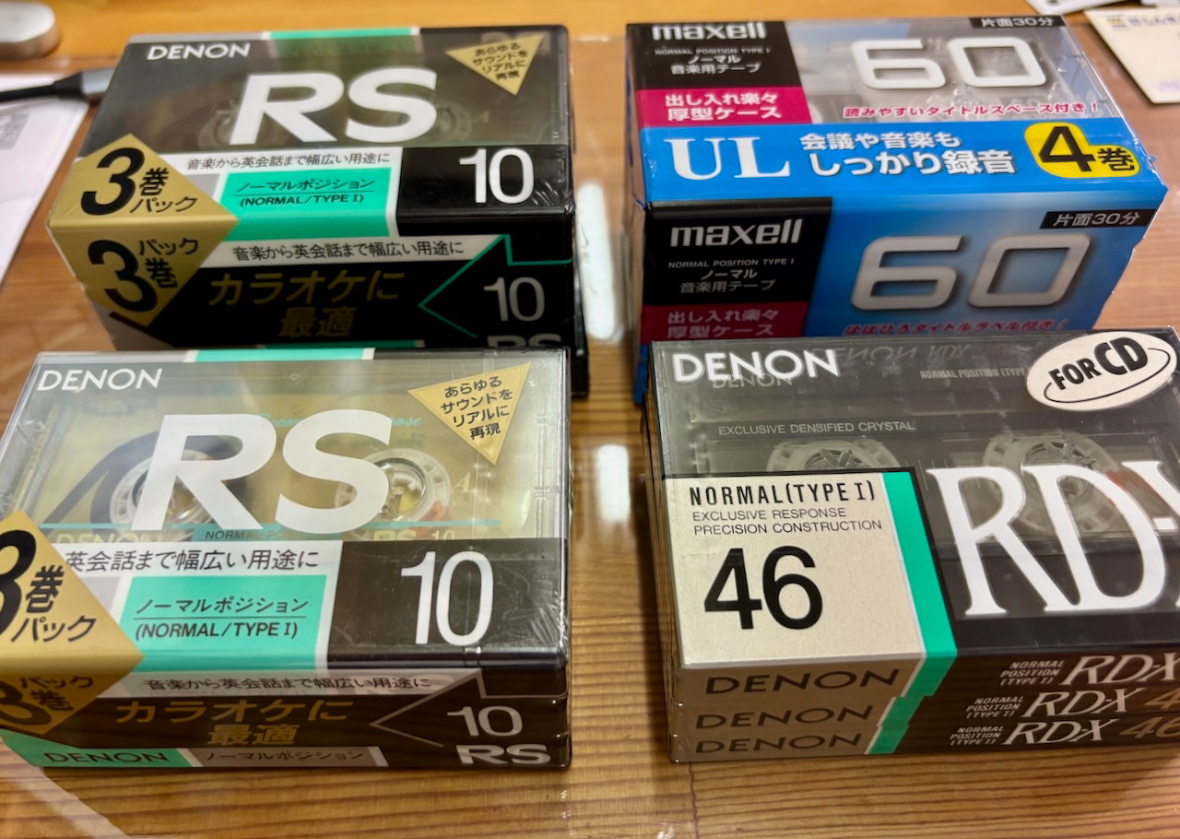 DENON
RS
あらゆる
サウンドを
リアルに
再現
音楽から英会話まで幅広い用途に
3巻
パック
ノーマルポジション
(NORMAL/TYPE I)
10
パック
3巻
音楽から英会話まで幅広い用途に
カラオケに
最適
10
RS
maxell
NORMAL POSITION TYPE I
ノーマル
音楽用テープ
出し入れ楽々
厚型ケース
片面30分
60
読みやすいタイトルスペース付き!
UL
会議や音楽も
しっかり録音
4巻
maxell
NORMAL POSITION TYPE I
ノーマル
音楽用テープ
出し入れ楽々
厚型ケース
片面30分
60
DENON
RS
あらゆる
サウンドを
リアルに
再現
英会話まで幅広い用途に
3巻
パック
ノーマルポジション
(NORMAL/TYPE I)
10
パック
3巻
音楽から英会話まで幅広い用途に
カラオケに
最適
10
DENON
ノーマルポジション
RS
DENON
FOR CD
EXCLUSIVE DENSIFIED CRYSTAL
NORMAL(TYPE I)
EXCLUSIVE RESPONSE
PRECISION CONSTRUCTION
46
RD-X
DENON
NORMAL
POSITION
(TYPE I)
RD-X
DENON
NORMAL
POSITION
(TYPE I)
RD-X 4
DENON
NORMAL
POSITION
(TYPE I)
RD-X 46